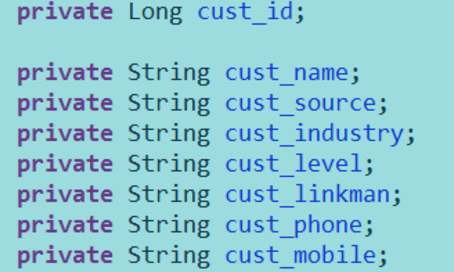 private Long cust_id;
private String cust_name;
private String cust_source;
private String cust_industry;
private String cust_level;
private String cust_linkman;
private String cust_phone;
private String cust_mobile;